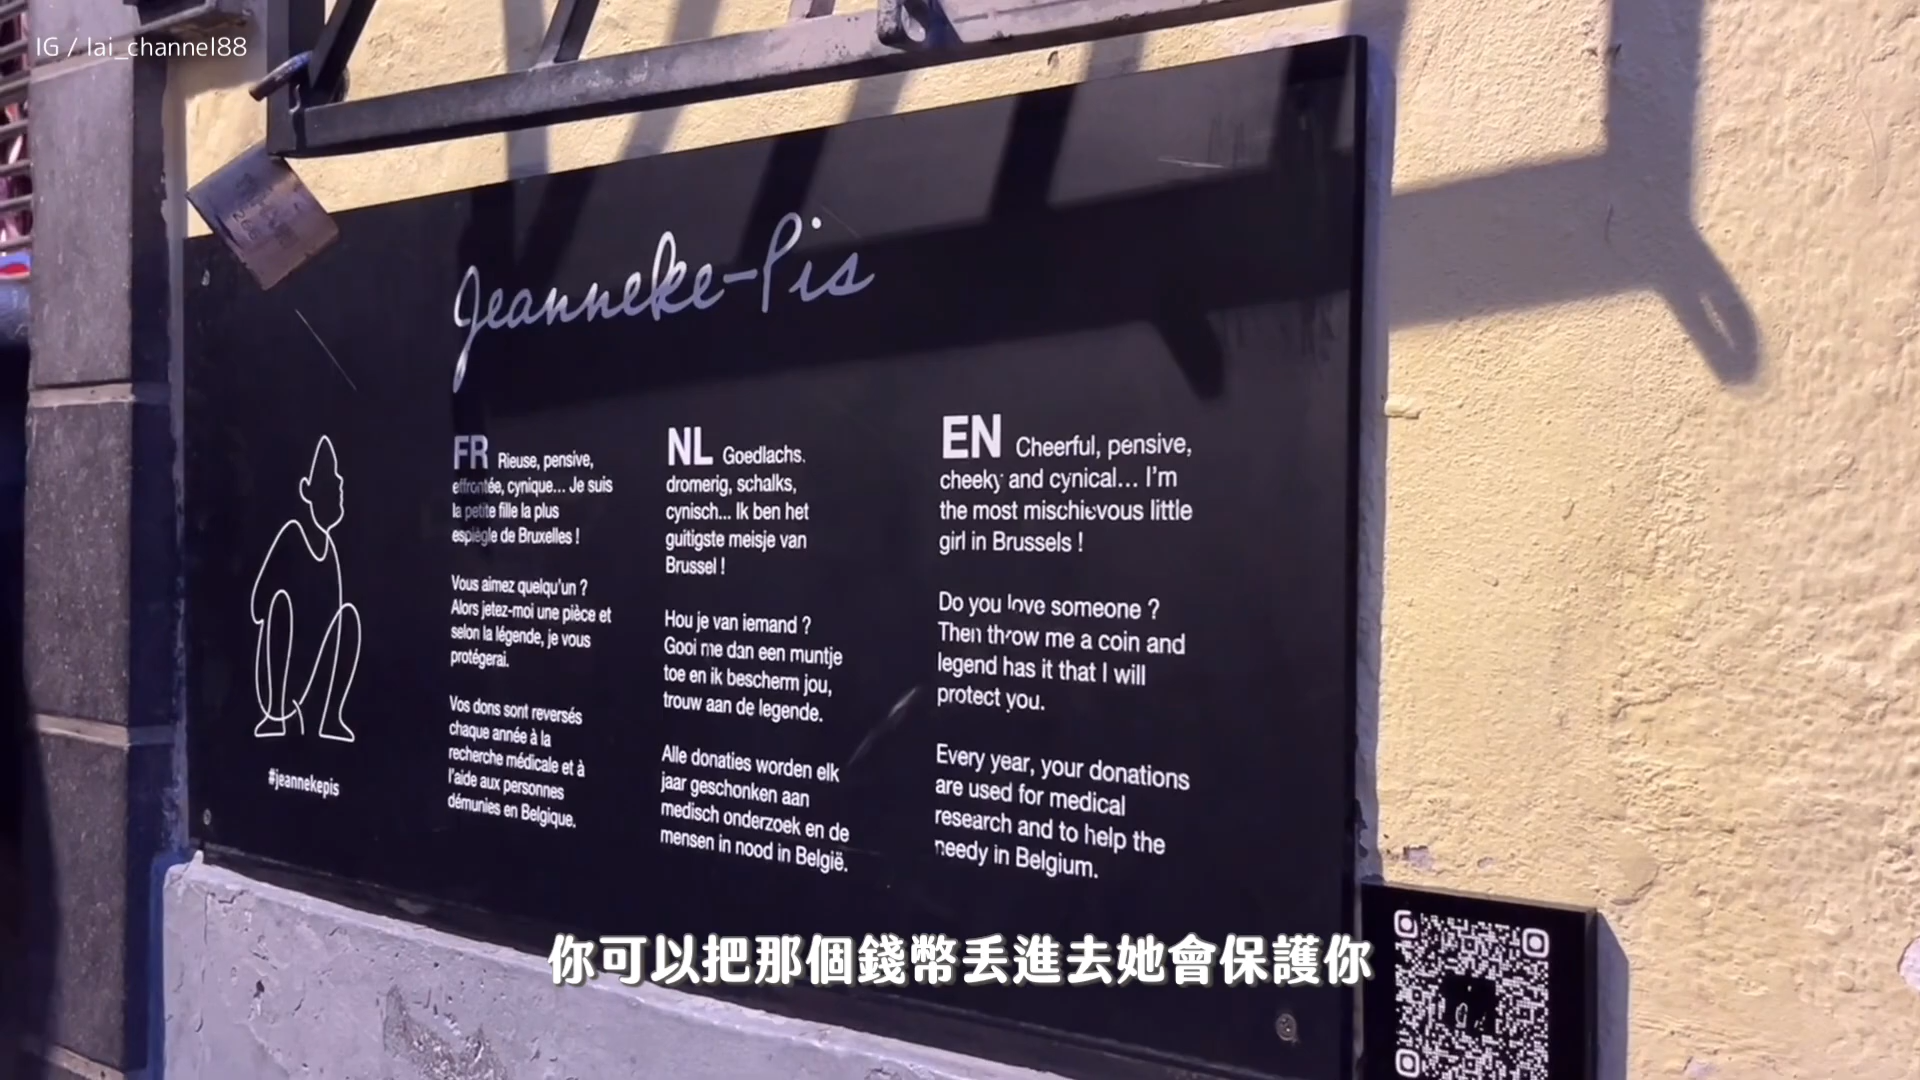 IG / lai_channel88
Jeanneke-Pis
FR Rieuse, pensive,
effrontée, cynique... Je suis
la petite fille la plus
espiègle de Bruxelles !
Vous aimez quelqu'un ?
Alors jetez-moi une pièce et
selon la légende, je vous
protégerai.
Vos dons sont reversés
chaque année à la
recherche médicale et à
l'aide aux personnes
démunies en Belgique.
NL Goedlachs.
dromerig, schalks,
cynisch... Ik ben het
guitigste meisje van
Brussel !
Hou je van iemand ?
Gooi me dan een muntje
toe en ik bescherm jou,
trouw aan de legende.
Alle donaties worden elk
jaar geschonken aan
medisch onderzoek en de
mensen in nood in België.
EN Cheerful, pensive,
cheeky and cynical... I'm
the most mischievous little
girl in Brussels !
Do you love someone ?
Then throw me a coin and
legend has it that I will
protect you.
Every year, your donations
are used for medical
research and to help the
needy in Belgium.
#jeannekepis
你可以把那個錢幣丟進去她會保護你